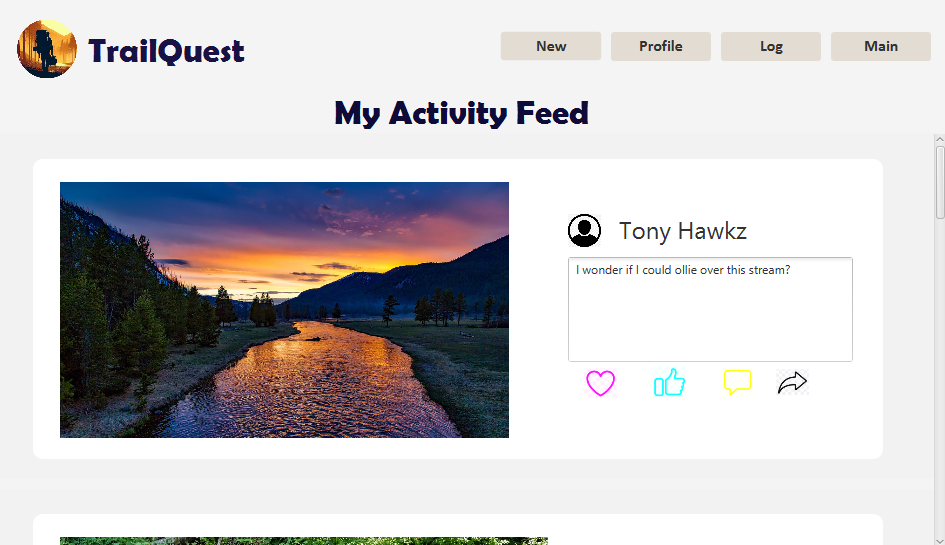 TrailQuest
New
Profile
Log
Main
My Activity Feed
Tony Hawkz
I wonder if I could ollie over this stream?